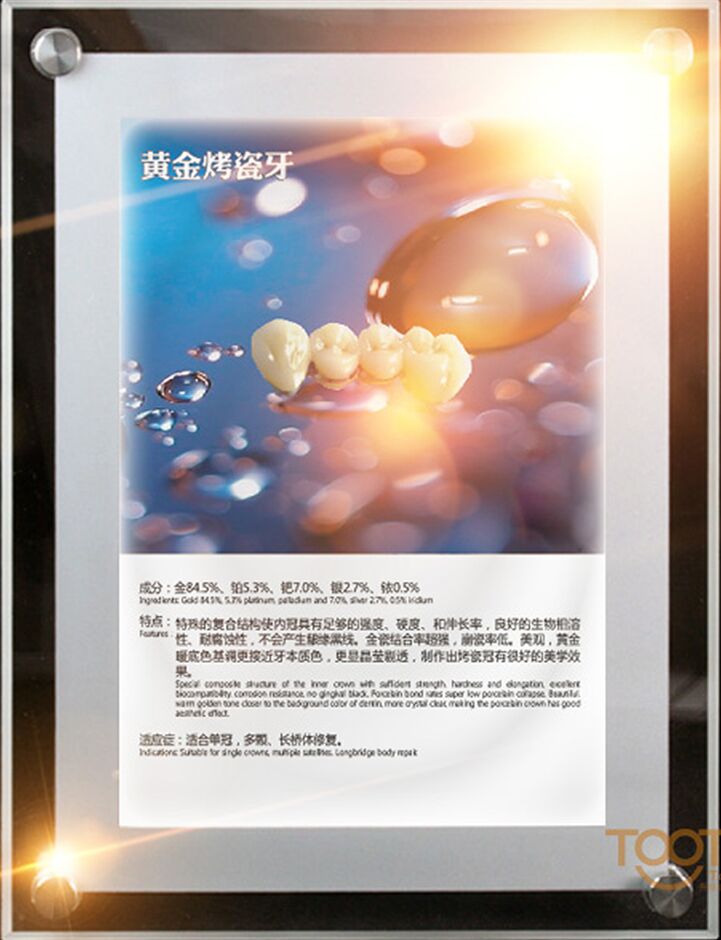 黄金烤瓷牙
成分：金84.5%、铂5.3%、钯7.0%、银2.7%、铱0.5%
Ingredients: Gold 84.5%, 5.3% platinum, palladium and 7.0%, silver 2.7%, 0.5% iridium
特点：特殊的复合结构使内冠具有足够的强度、硬度、和伸长率，良好的生物相溶
Features:
性、耐腐蚀性，不会产生龈缘黑线。金瓷结合率超强，崩瓷率低。美观，黄金
暖底色基调更接近牙本质色，更显晶莹剔透，制作出烤瓷冠有很好的美学效
果。
Special composite structure of the inner crown with sufficient strength, hardness and elongation, excellent
biocompatibility, corrosion resistance, no gingival black. Porcelain bond rates super low porcelain collapse. Beautiful,
warm golden tone closer to the background color of dentin, more crystal clear, making the porcelain crown has good
aesthetic effect.
适应症：适合单冠，多颗、长桥体修复。
Indications: Suitable for single crowns, multiple satellites. Longbridge body repair
TOOT